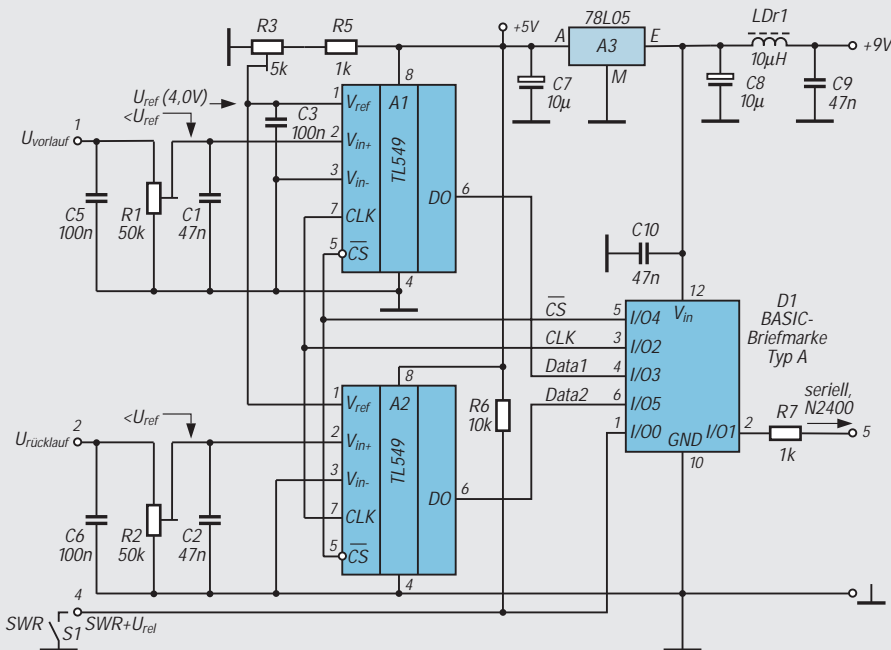 R3
5k
R5
1k
+5V
78L05
A
A3
E
M
LDr1
10µH
+9V
C7
10µ
C8
10µ
C9
47n
Uref (4,0V)
<Uref
C3
100n
1
Vref
A1
8
2
Vin+
TL549
3
Vin-
DO
6
7
CLK
5
CS
4
Uvorlauf
1
C5
100n
R1
50k
C1
47n
C10
47n
D1
BASIC-
Briefmarke
Typ A
12
Vin
CS
5
I/O4
CLK
3
I/O2
Data1
4
I/O3
Data2
6
I/O5
1
I/O0
GND
I/O1
2
10
R7
1k
seriell,
N2400
5
R6
10k
8
1
Vref
A2
<Uref
2
Vin+
TL549
3
Vin-
DO
6
7
CLK
5
CS
4
Urücklauf
2
C6
100n
R2
50k
C2
47n
4
SWR
S1
SWR+Urel